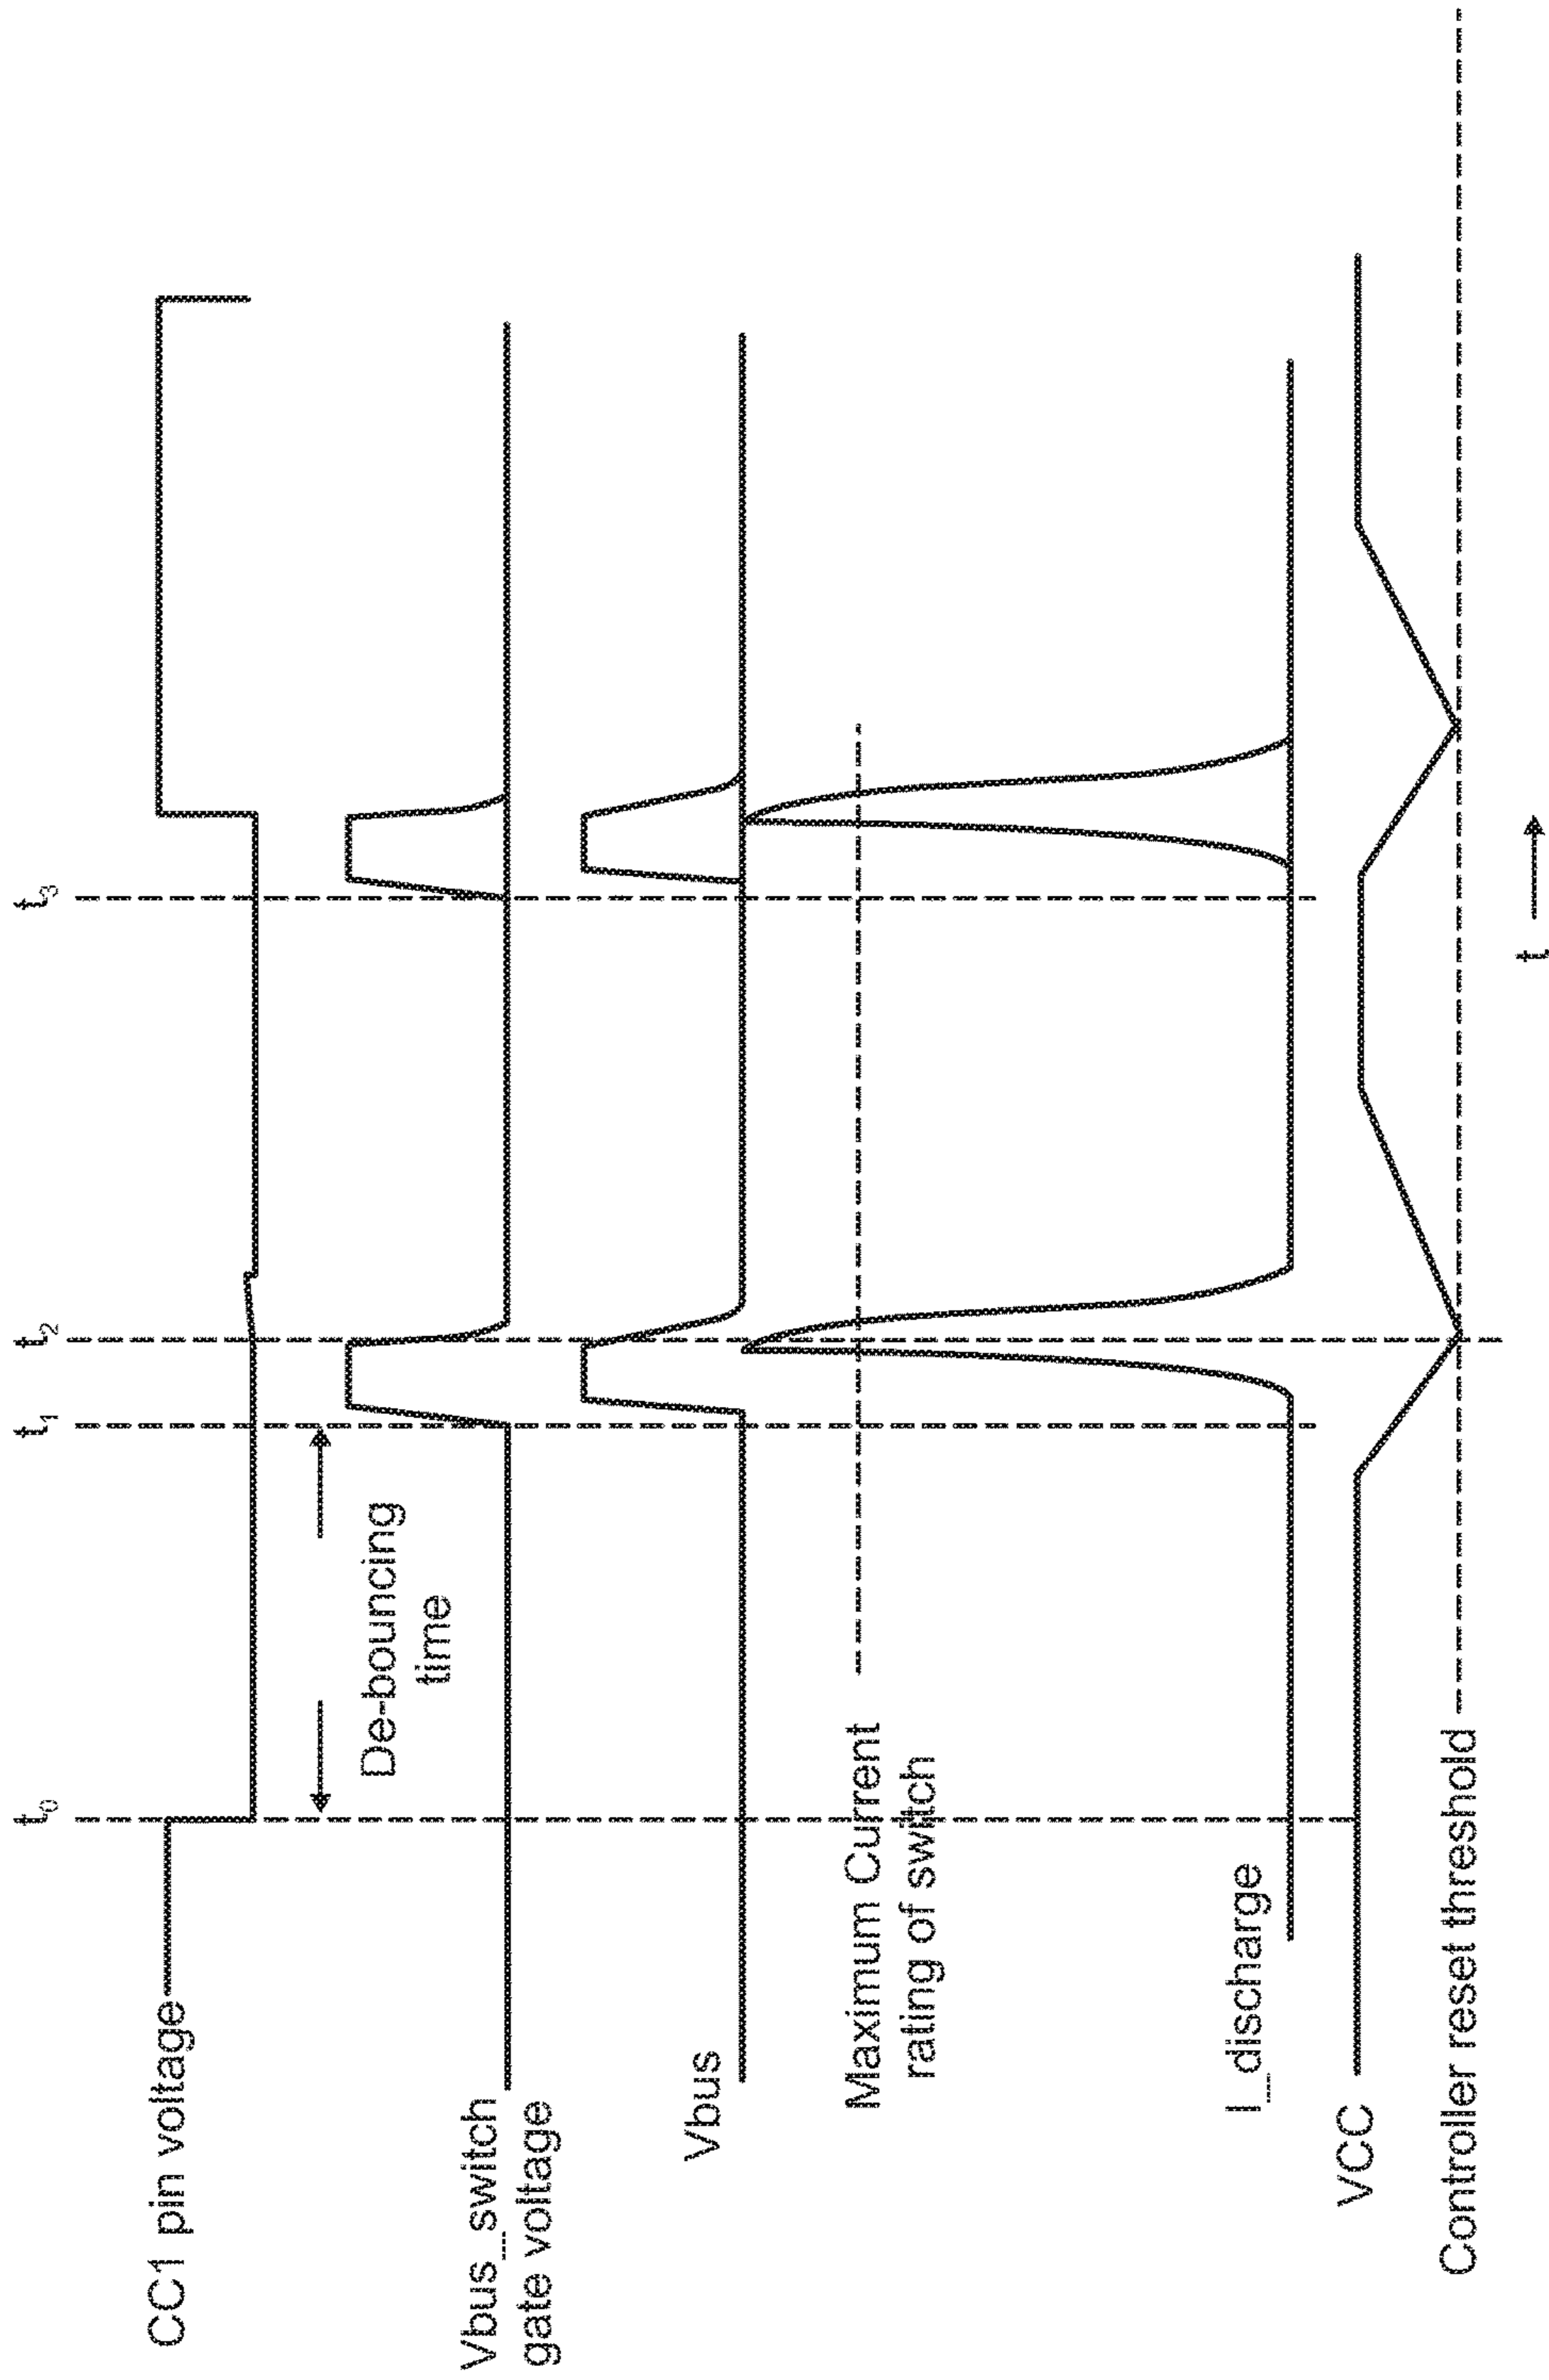 t0
t1
t2
t3
CC1 pin voltage
De-bouncing
time
Vbus_switch
gate voltage
Vbus
Maximum Current
rating of switch
I_discharge
VCC
Controller reset threshold
t